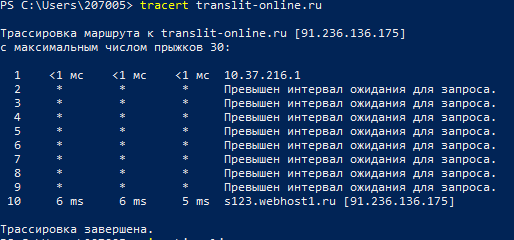 PS C:\Users\207005> tracert translit-online.ru
Трассировка маршрута к translit-online.ru [91.236.136.175]
с максимальным числом прыжков 30:
1 <1 мс <1 мс <1 мс 10.37.216.1
2 * * * Превышен интервал ожидания для запроса.
3 * * * Превышен интервал ожидания для запроса.
4 * * * Превышен интервал ожидания для запроса.
5 * * * Превышен интервал ожидания для запроса.
6 * * * Превышен интервал ожидания для запроса.
7 * * * Превышен интервал ожидания для запроса.
8 * * * Превышен интервал ожидания для запроса.
9 * * * Превышен интервал ожидания для запроса.
10 6 ms 6 ms 5 ms s123.webhost1.ru [91.236.136.175]
Трассировка завершена.